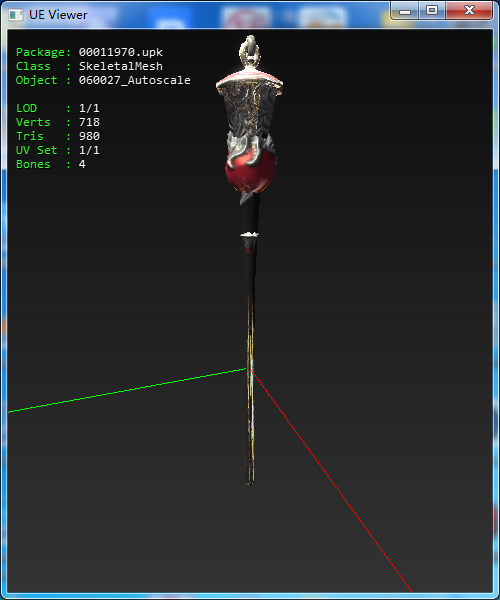 UE Viewer
Package: 00011970.upk
Class : SkeletalMesh
Object : 060027_Autoscale
LOD : 1/1
Verts : 718
Tris : 980
UV Set : 1/1
Bones : 4